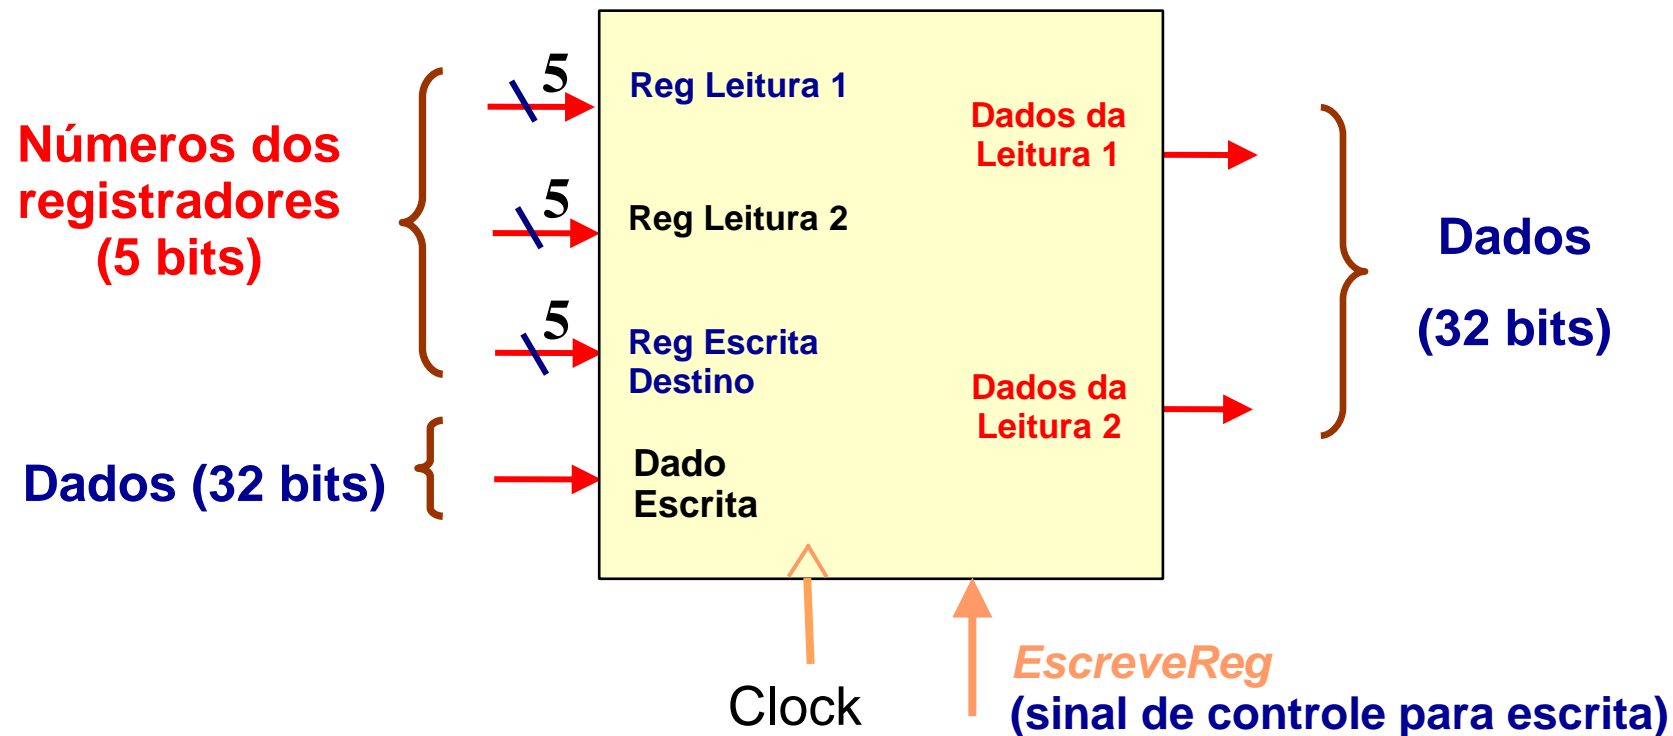 Números dos
registradores
(5 bits)
Dados (32 bits)
5
5
5
Reg Leitura 1
Reg Leitura 2
Reg Escrita
Destino
Dado
Escrita
Dados da
Leitura 1
Dados da
Leitura 2
Dados
(32 bits)
Clock
EscreveReg
(sinal de controle para escrita)